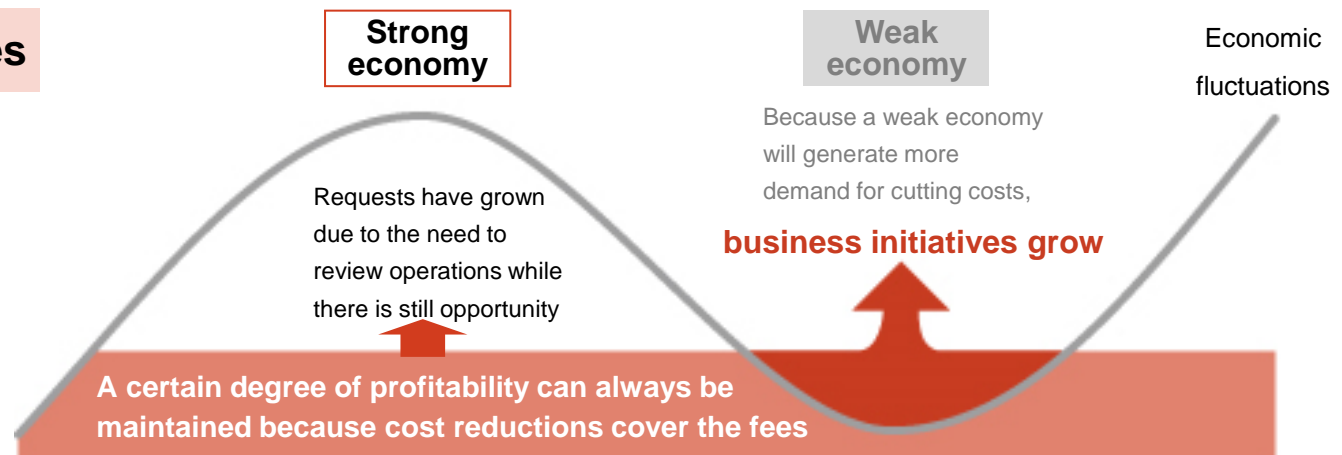 Strong
economy
Weak
economy
Economic
fluctuations
Because a weak economy
will generate more
demand for cutting costs,
business initiatives grow
Requests have grown
due to the need to
review operations while
there is still opportunity
A certain degree of profitability can always be
maintained because cost reductions cover the fees